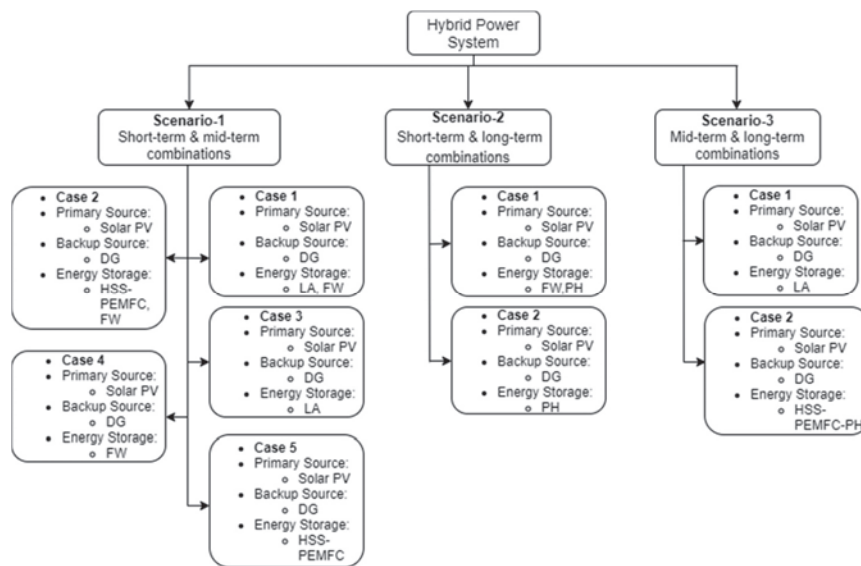 Hybrid Power
System
Scenario-1
Short-term & mid-term
combinations
Scenario-2
Short-term & long-term
combinations
Scenario-3
Mid-term & long-term
combinations
Case 2
Primary Source:
Solar PV
Backup Source:
DG
Energy Storage:
HSS-
PEMFC,
FW
Case 1
Primary Source:
Solar PV
Backup Source:
DG
Energy Storage:
LA, FW
Case 4
Primary Source:
Solar PV
Backup Source:
DG
Energy Storage:
FW
Case 3
Primary Source:
Solar PV
Backup Source:
DG
Energy Storage:
LA
Case 5
Primary Source:
Solar PV
Backup Source:
DG
Energy Storage:
HSS-
PEMFC
Case 1
Primary Source:
Solar PV
Backup Source:
DG
Energy Storage:
FW,PH
Case 2
Primary Source:
Solar PV
Backup Source:
DG
Energy Storage:
PH
Case 1
Primary Source:
Solar PV
Backup Source:
DG
Energy Storage:
LA
Case 2
Primary Source:
Solar PV
Backup Source:
DG
Energy Storage:
HSS-
PEMFC-PH